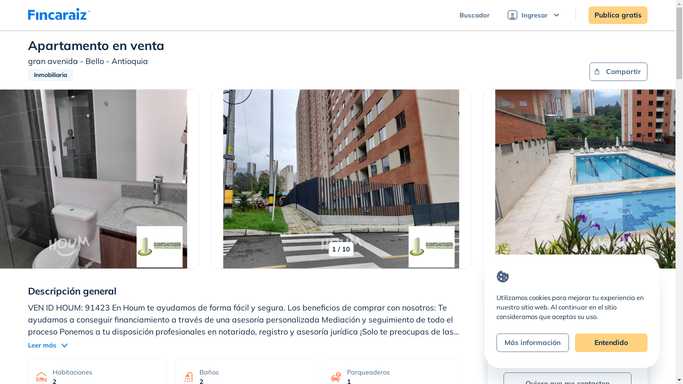 Fincaraiz
Buscador
Ingresar
Publica gratis
Apartamento en venta
gran avenida - Bello - Antioquia
Inmobiliaria
Compartir
HOUM
HOUM
1 / 10
Descripción general
VEN ID HOUM: 91423 En Houm te ayudamos de forma fácil y segura. Los beneficios de comprar con nosotros: Te
ayudamos a conseguir financiamiento a través de una asesoría personalizada Mediación y seguimiento de todo el
proceso Ponemos a tu disposición profesionales en notariado, registro y asesoría jurídica ¡Solo te preocupas de las...
Leer más
Habitaciones
2
Baños
2
Parqueaderos
1
Utilizamos cookies para mejorar tu experiencia en
nuestro sitio web. Al continuar en el sitio
consideramos que aceptas su uso.
Más información
Entendido
Quiero que me contacten